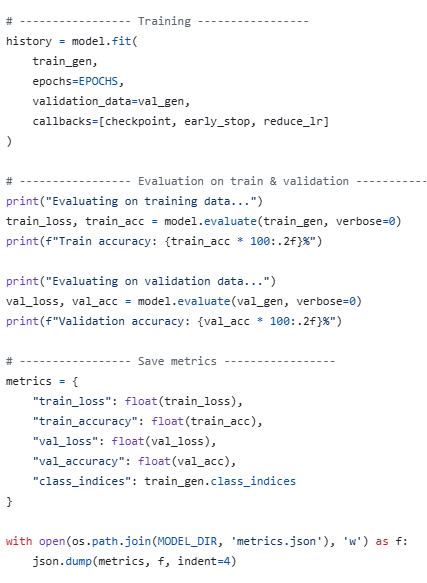 # ----------------- Training -----------------
history = model.fit(
    train_gen,
    epochs=EPOCHS,
    validation_data=val_gen,
    callbacks=[checkpoint, early_stop, reduce_lr]
)

# ----------------- Evaluation on train & validation -----------
print("Evaluating on training data...")
train_loss, train_acc = model.evaluate(train_gen, verbose=0)
print(f"Train accuracy: {train_acc * 100:.2f}%")

print("Evaluating on validation data...")
val_loss, val_acc = model.evaluate(val_gen, verbose=0)
print(f"Validation accuracy: {val_acc * 100:.2f}%")

# ----------------- Save metrics -----------------
metrics = {
    "train_loss": float(train_loss),
    "train_accuracy": float(train_acc),
    "val_loss": float(val_loss),
    "val_accuracy": float(val_acc),
    "class_indices": train_gen.class_indices
}

with open(os.path.join(MODEL_DIR, 'metrics.json'), 'w') as f:
    json.dump(metrics, f, indent=4)